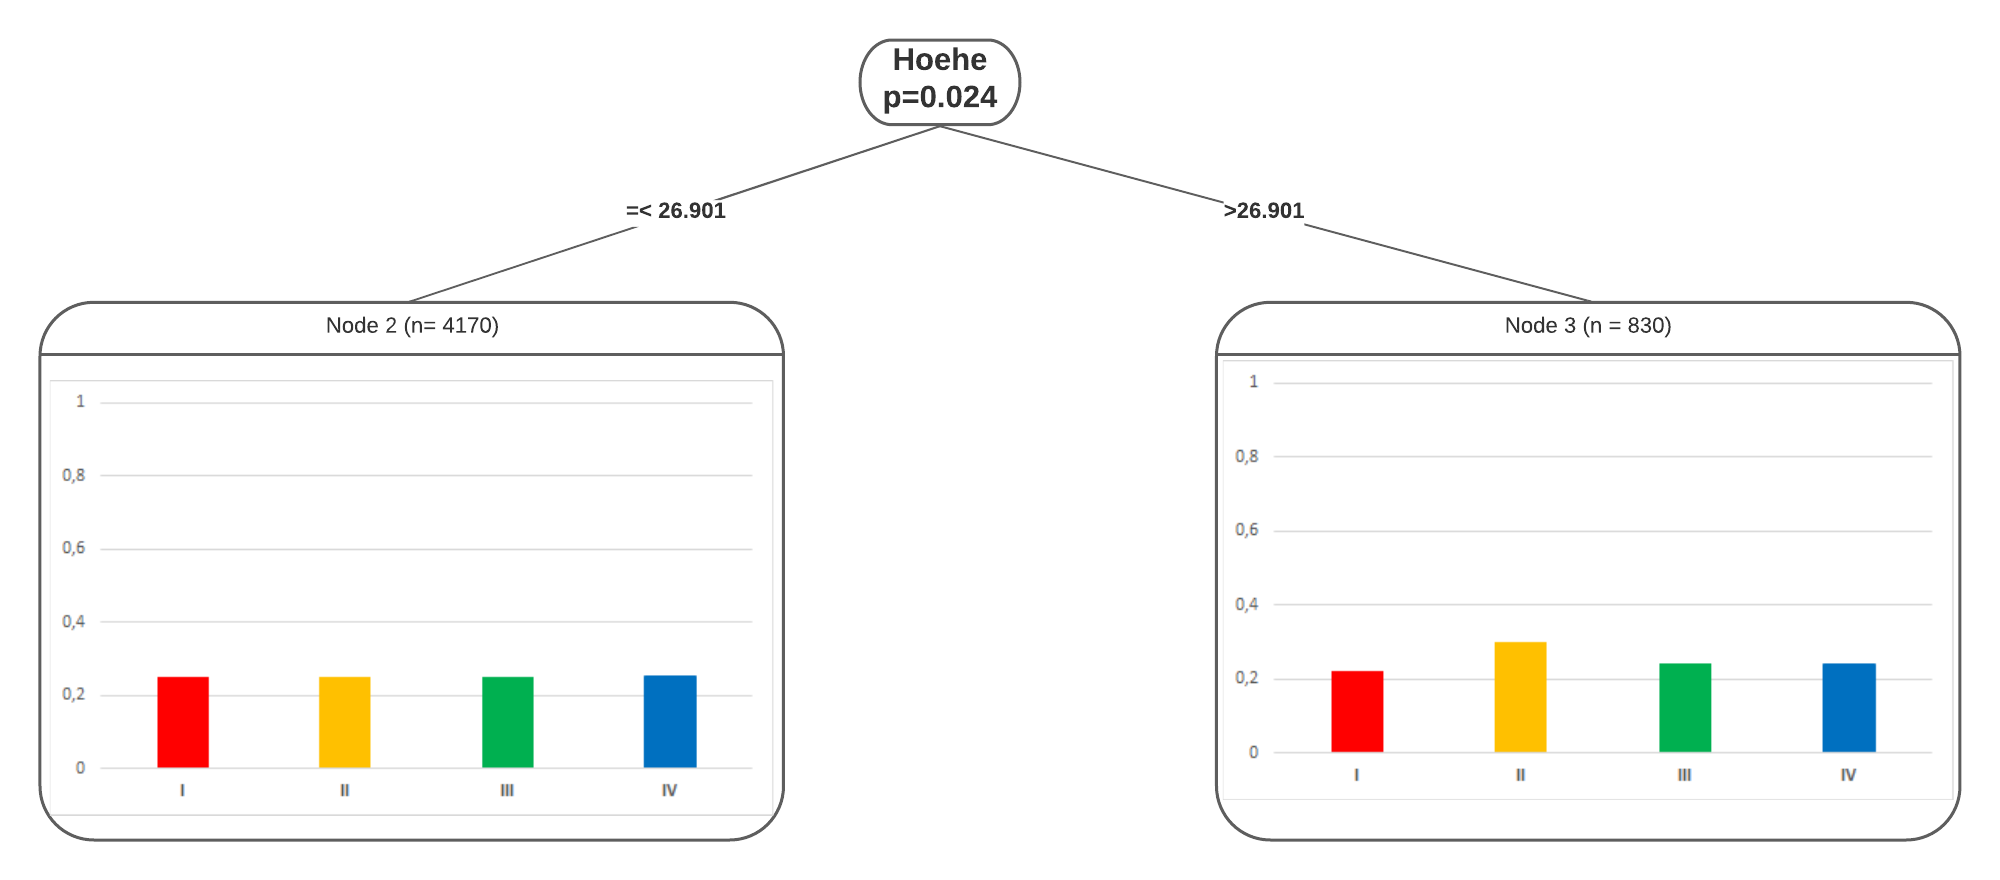 Hoehe
p=0.024
=< 26.901
>26.901
Node 2 (n= 4170)
1
0,8
0,6
0,4
0,2
0
I
II
III
IV
Node 3 (n = 830)
1
0,8
0,6
0,4
0,2
0
I
II
III
IV